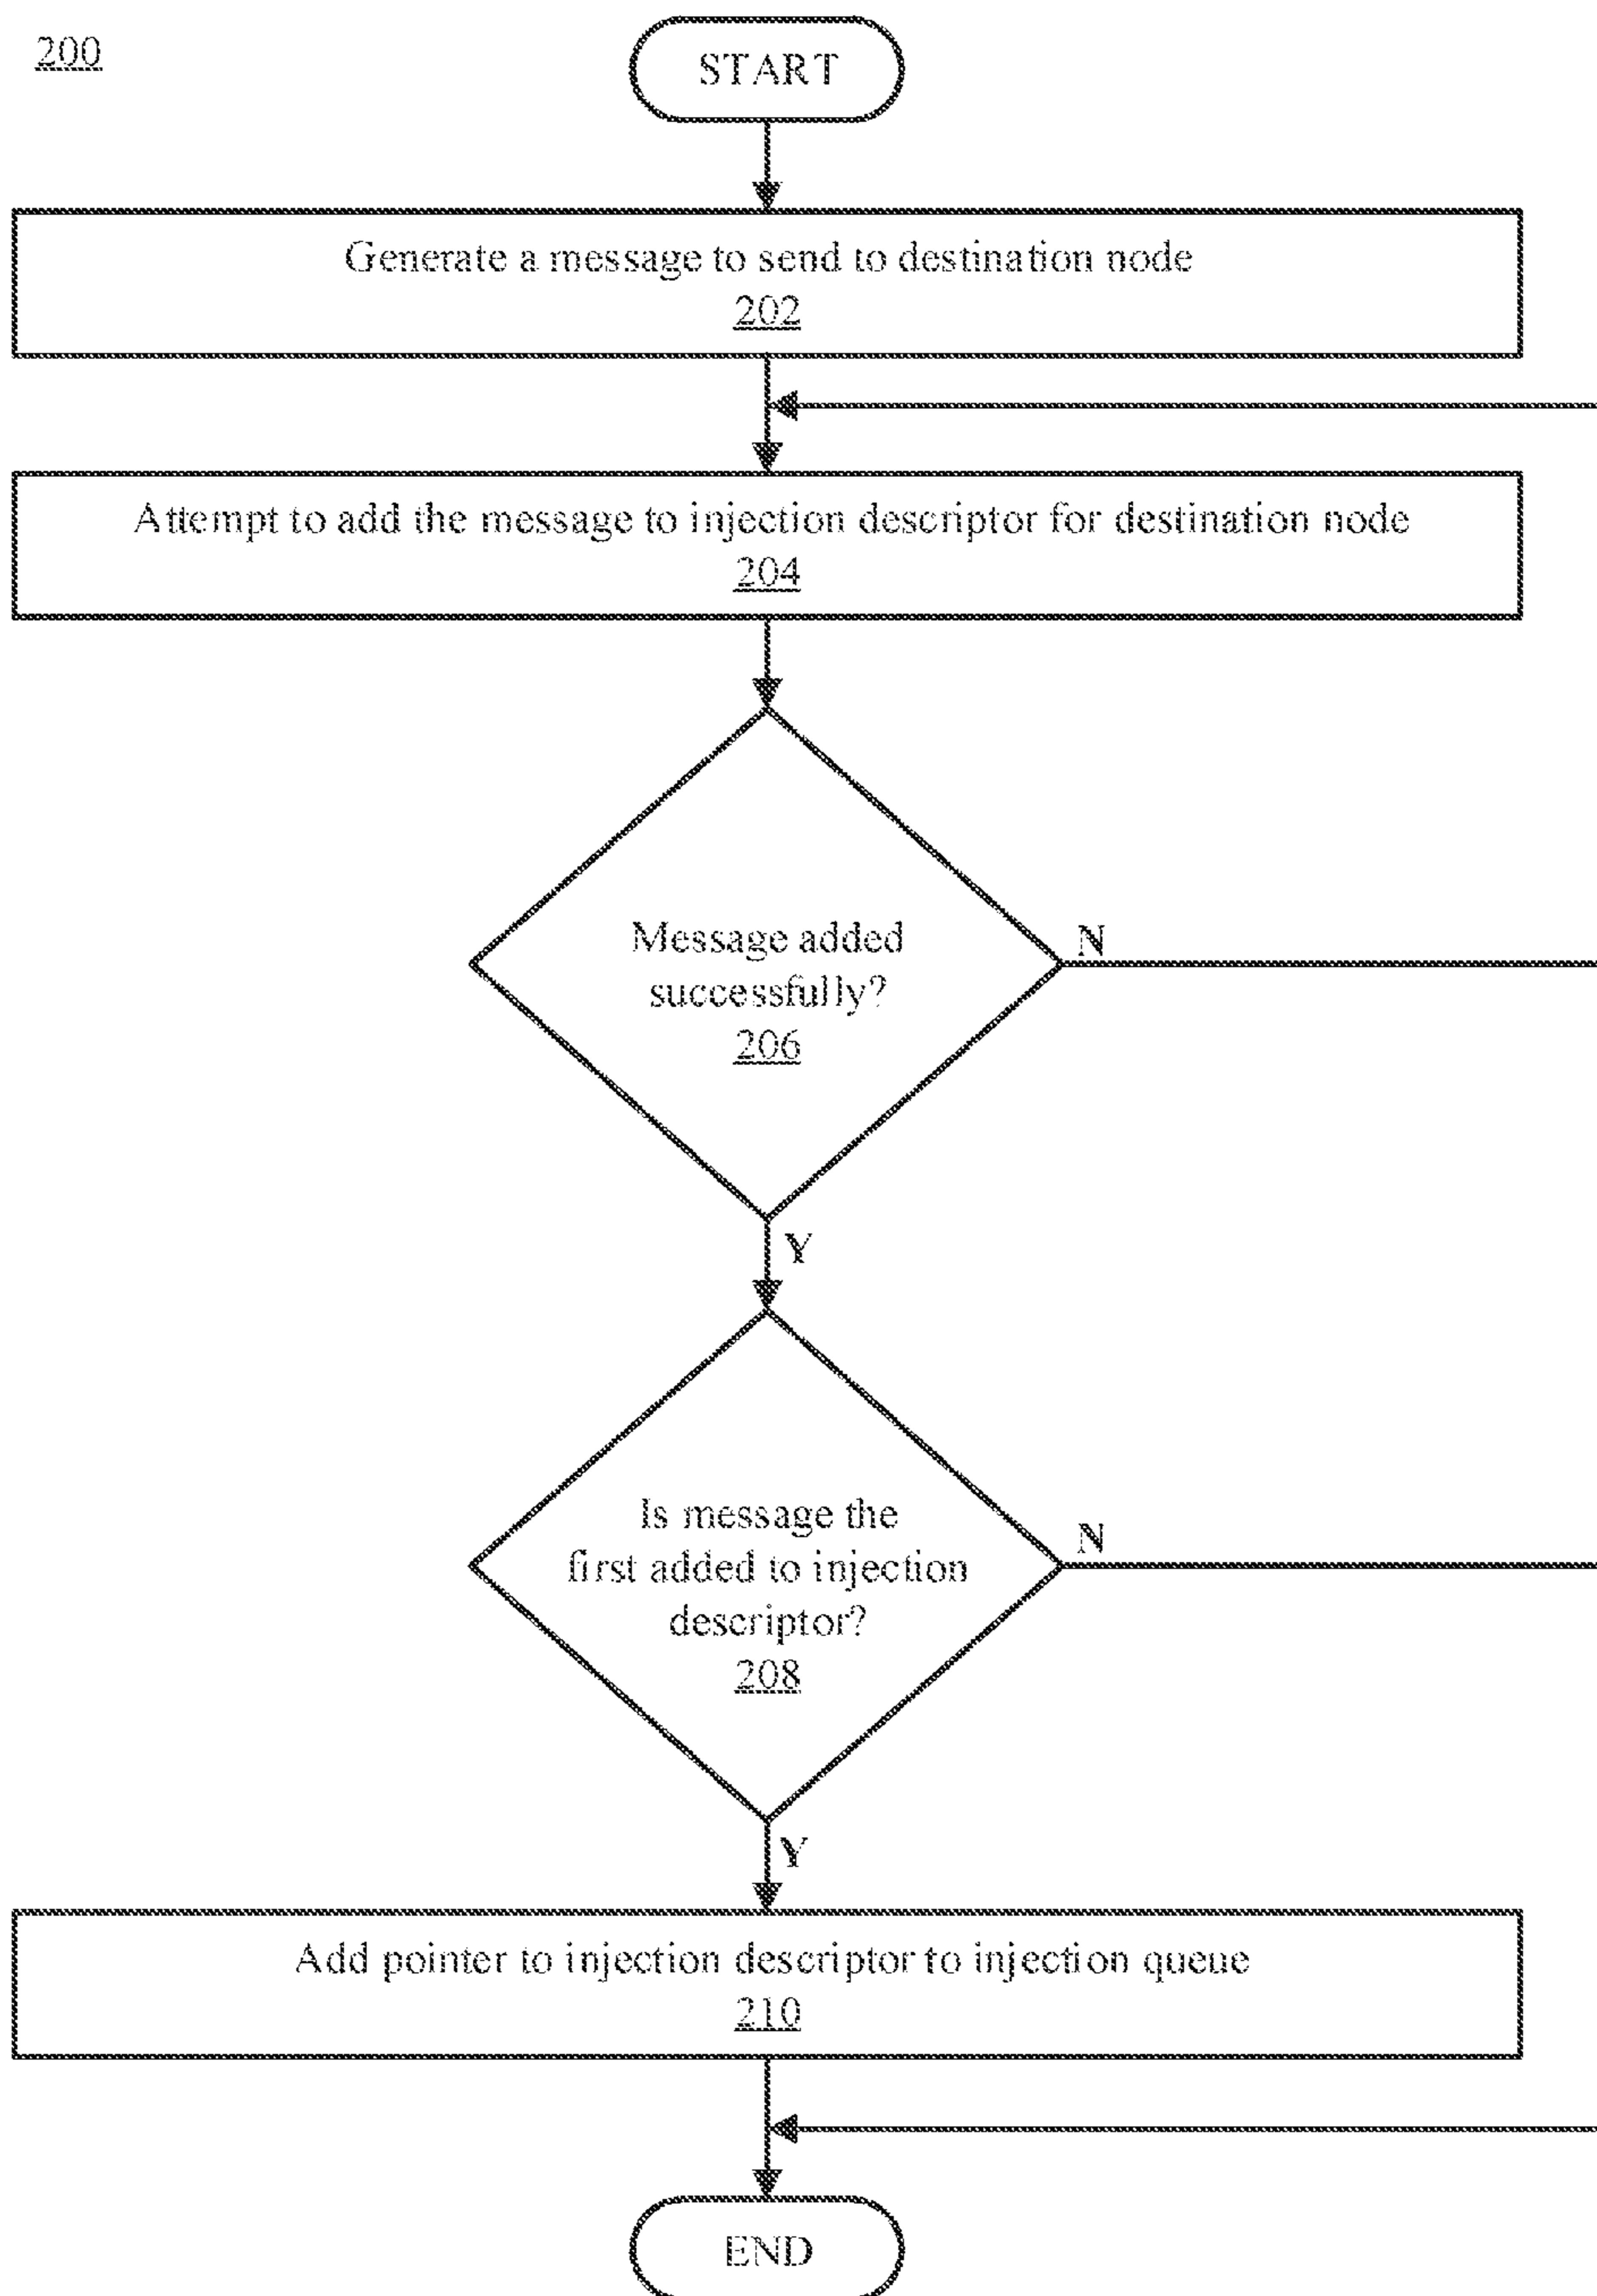 200
START
Generate a message to send to destination node
202
Attempt to add the message to injection descriptor for destination node
204
Message added
successfully?
206
N
Y
Is message the
first added to injection
descriptor?
208
N
Y
Add pointer to injection descriptor to injection queue
210
END